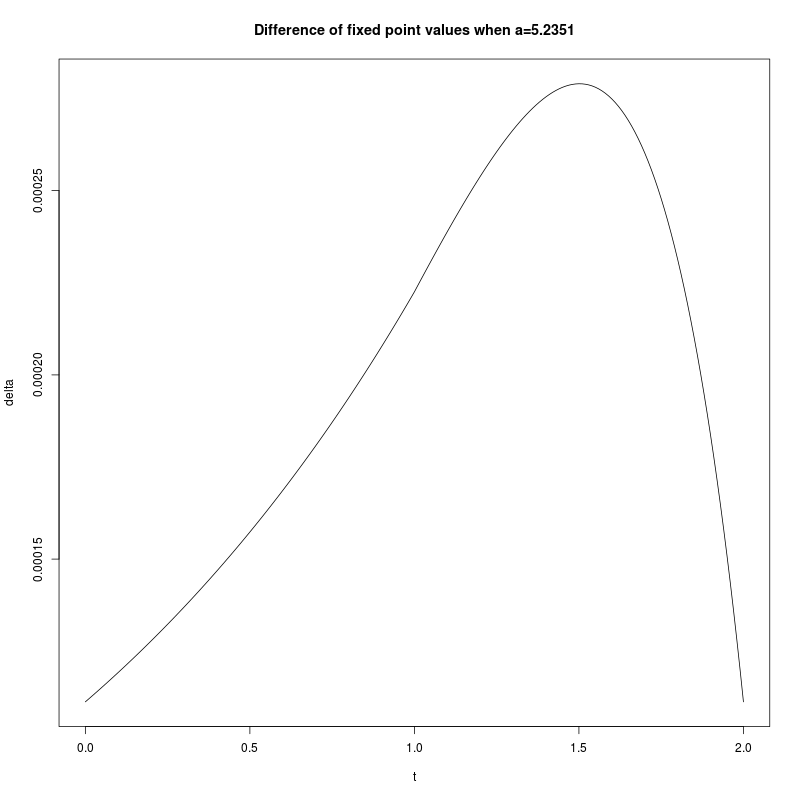 Difference of fixed point values when a=5.2351
delta
0.00025
0.00020
0.00015
0.0 0.5 1.0 1.5 2.0
t